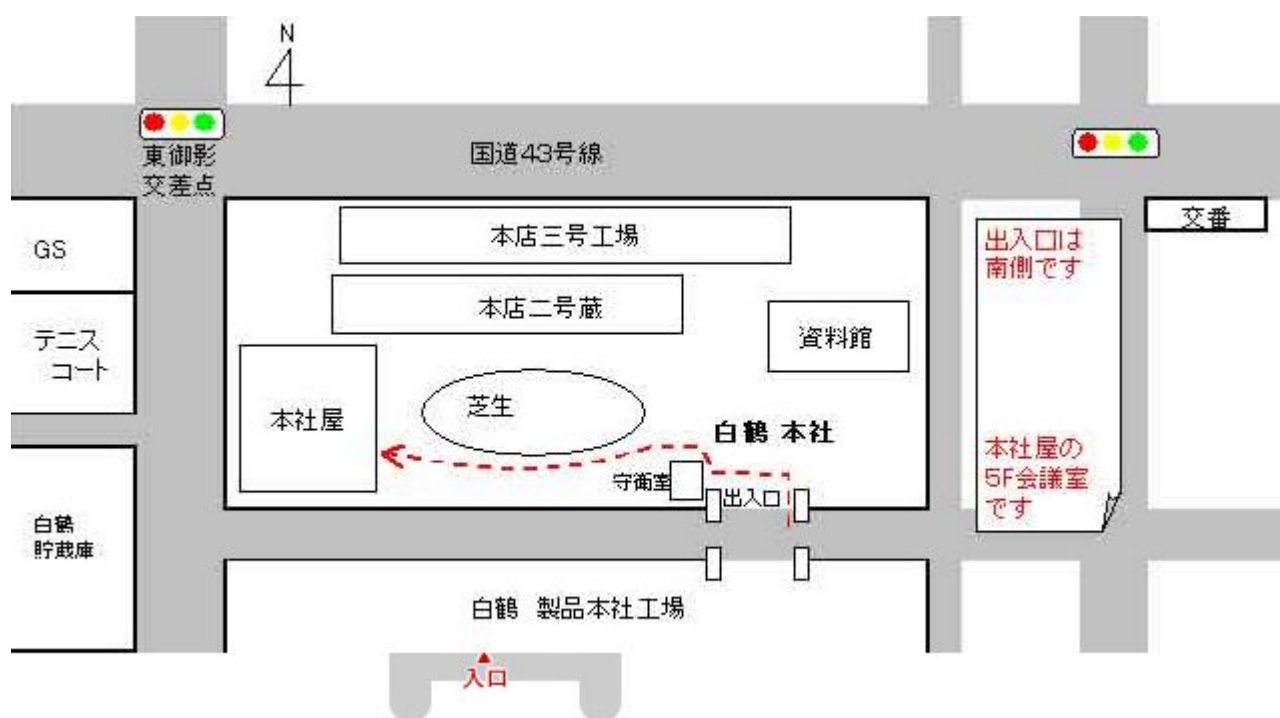 N
東御影
交差点
国道43号線
GS
本店三号工場
交番
出入口は
南側です
本店二号蔵
テニス
コート
資料館
本社屋
芝生
白鶴 本社
本社屋の
5F会議室
です
守衛室
出入口
白鶴
貯蔵庫
白鶴 製品本社工場
入口